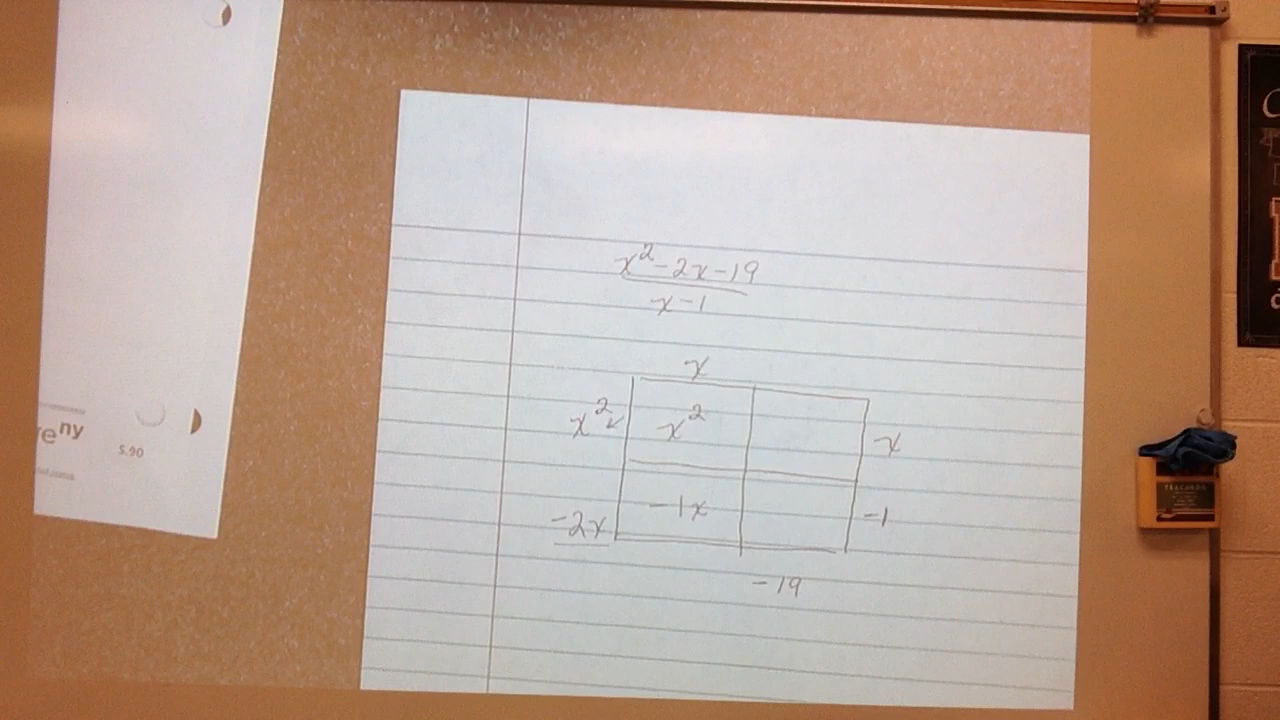 x²-2x-19
x-1
x
x² x² x
-2x -1x -1
-19
5.90